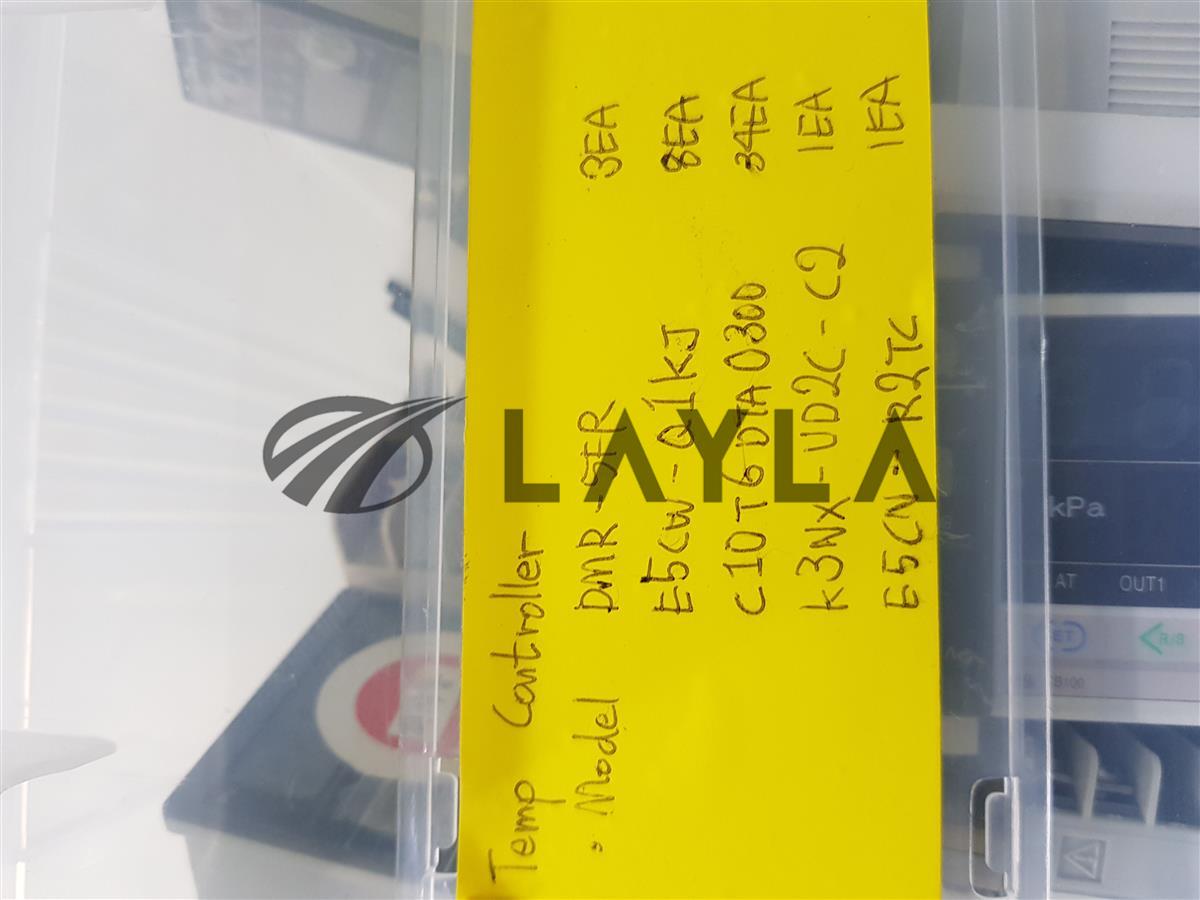 Temp Controller
• Model DMR-5ER 3EA
E5CW-Q1KJ 8EA
C10T6DTA0300 34EA
K3NX-VD2C-C2 1EA
E5CN-R2TC 1EA
LAYLA
kPa
AT OUT1
R/S